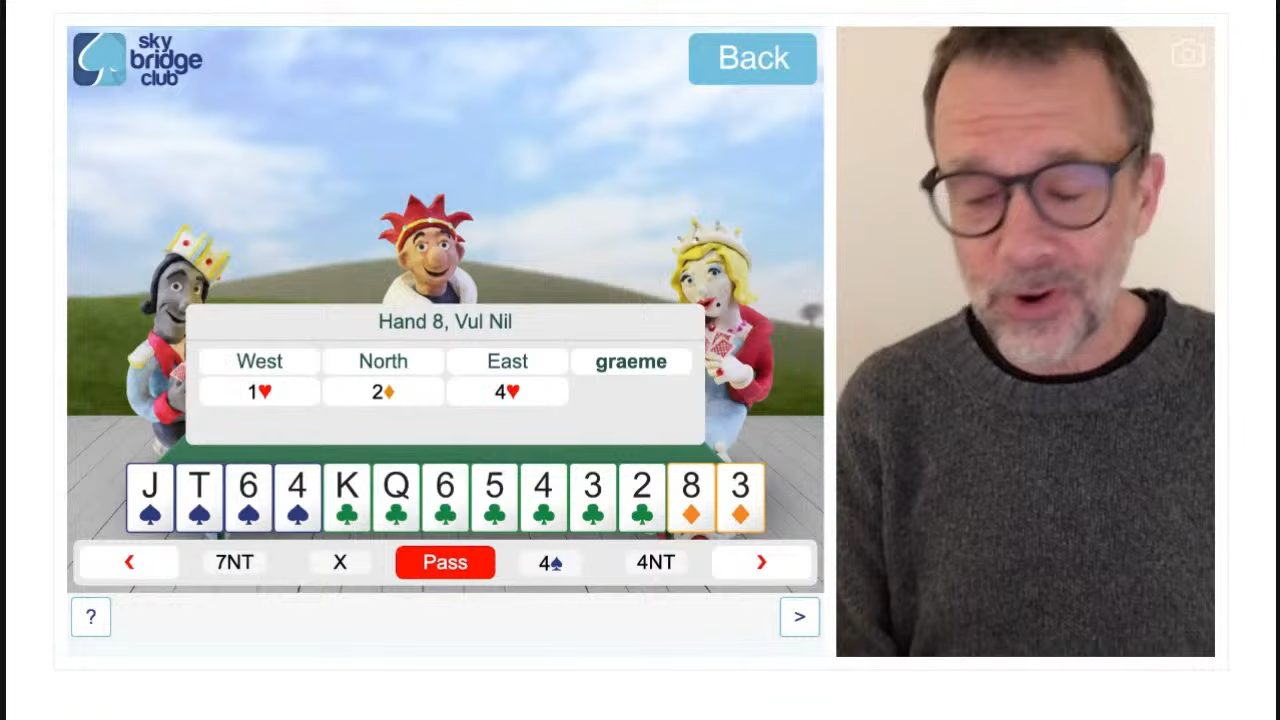 sky
bridge
club
Back
Hand 8, Vul Nil
West North East graeme
1♥ 2♦ 4♥
J♠ T♠ 6♠ 4♠ K♣ Q♣ 6♣ 5♣ 4♣ 3♣ 2♣ 8♦ 3♦
< 7NT X Pass 4♠ 4NT >
? >